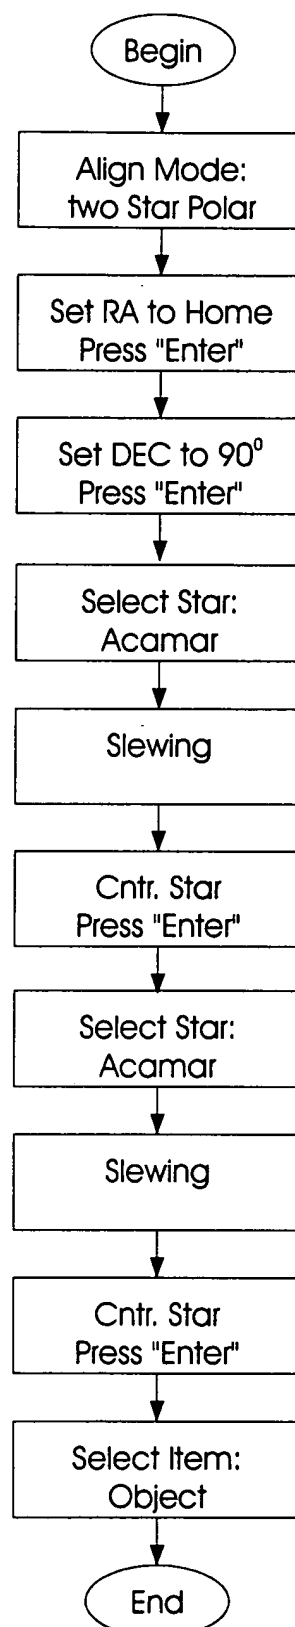 Begin
Align Mode:
two Star Polar
Set RA to Home
Press "Enter"
Set DEC to 90⁰
Press "Enter"
Select Star:
Acamar
Slewing
Cntr. Star
Press "Enter"
Select Star:
Acamar
Slewing
Cntr. Star
Press "Enter"
Select Item:
Object
End